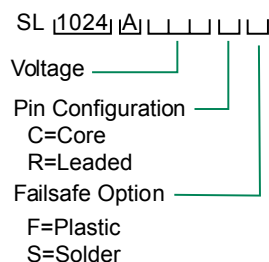 SL 1024 A
Voltage
Pin Configuration
C=Core
R=Leaded
Failsafe Option
F=Plastic
S=Solder